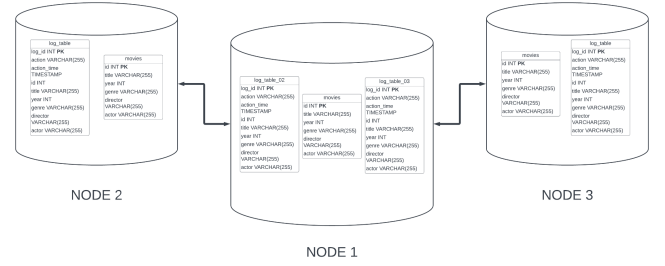 log_table
log_id INT PK
action VARCHAR(255)
action_time
TIMESTAMP
id INT
title VARCHAR(255)
year INT
genre VARCHAR(255)
director
VARCHAR(255)
actor VARCHAR(255)
movies
id INT PK
title VARCHAR(255)
year INT
genre VARCHAR(255)
director
VARCHAR(255)
actor VARCHAR(255)
NODE 2
log_table_02
log_id INT PK
action VARCHAR(255)
action_time
TIMESTAMP
id INT
title VARCHAR(255)
year INT
genre VARCHAR(255)
director
VARCHAR(255)
actor VARCHAR(255)
movies
id INT PK
title VARCHAR(255)
year INT
genre VARCHAR(255)
director
VARCHAR(255)
actor VARCHAR(255)
log_table_03
log_id INT PK
action VARCHAR(255)
action_time
TIMESTAMP
id INT
title VARCHAR(255)
year INT
genre VARCHAR(255)
director
VARCHAR(255)
actor VARCHAR(255)
NODE 1
movies
id INT PK
title VARCHAR(255)
year INT
genre VARCHAR(255)
director
VARCHAR(255)
actor VARCHAR(255)
log_table
log_id INT PK
action VARCHAR(255)
action_time
TIMESTAMP
id INT
title VARCHAR(255)
year INT
genre VARCHAR(255)
director
VARCHAR(255)
actor VARCHAR(255)
NODE 3